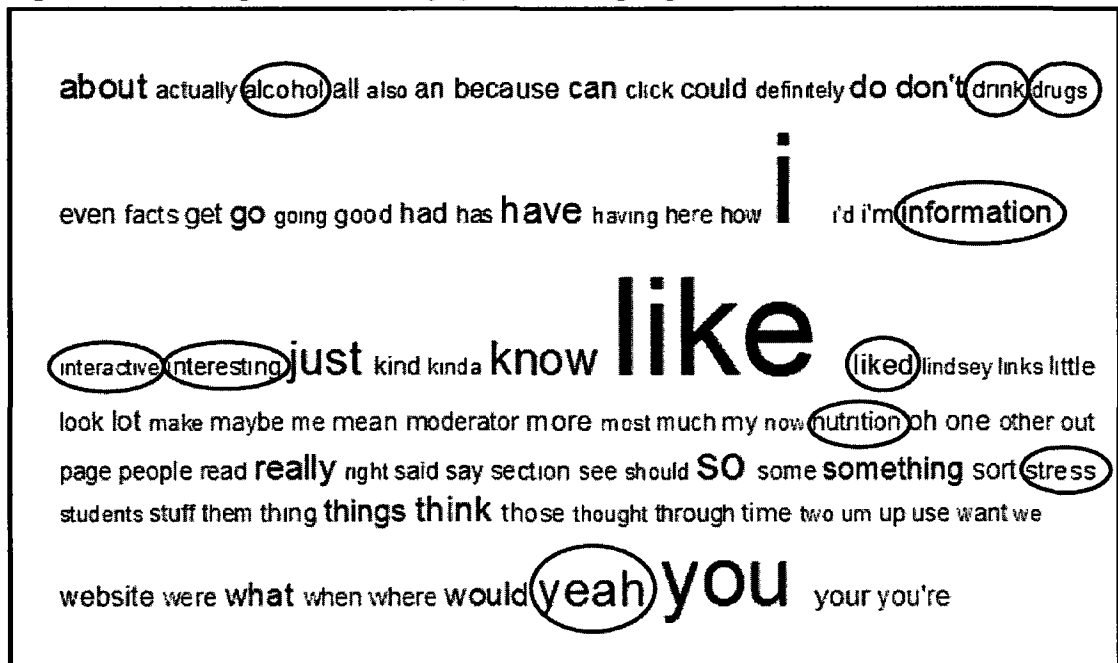 about actually alcohol all also an because can click could definitely do don't drink drugs
even facts get go going good had has have having here how i i'd i'm information
interactive interesting just kind kinda know like liked lindsey links little
look lot make maybe me mean moderator more most much my now nutrition oh one other out
page people read really right said say section see should so some something sort stress
students stuff them thing things think those thought through time two um up use want we
website were what when where would yeah you your you're